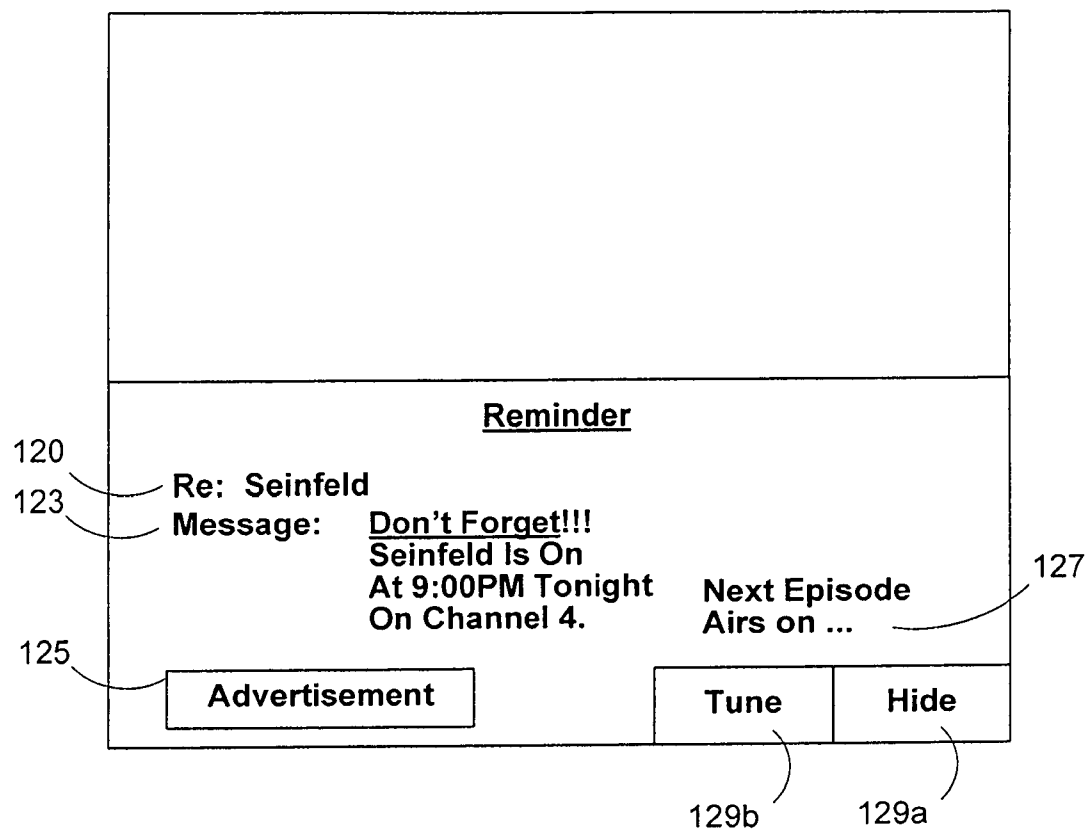 Reminder
120
Re: Seinfeld
123
Message: Don't Forget!!!
Seinfeld Is On
At 9:00PM Tonight
On Channel 4.
Next Episode
Airs on ...
127
125
Advertisement
Tune
Hide
129b
129a